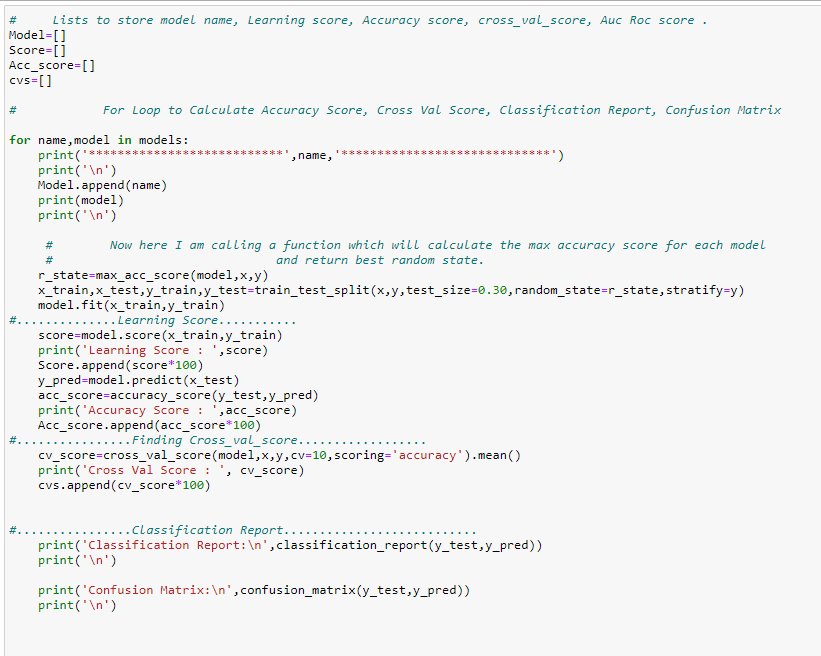 #     Lists to store model name, Learning score, Accuracy score, cross_val_score, Auc Roc score .
Model=[]
Score=[]
Acc_score=[]
cvs=[]
#            For Loop to Calculate Accuracy Score, Cross Val Score, Classification Report, Confusion Matrix
for name,model in models:
    print('***************************',name,'*****************************')
    print('\n')
    Model.append(name)
    print(model)
    print('\n')
     #        Now here I am calling a function which will calculate the max accuracy score for each model
     #                               and return best random state.
    r_state=max_acc_score(model,x,y)
    x_train,x_test,y_train,y_test=train_test_split(x,y,test_size=0.30,random_state=r_state,stratify=y)
    model.fit(x_train,y_train)
#..............Learning Score...........
    score=model.score(x_train,y_train)
    print('Learning Score : ',score)
    Score.append(score*100)
    y_pred=model.predict(x_test)
    acc_score=accuracy_score(y_test,y_pred)
    print('Accuracy Score : ',acc_score)
    Acc_score.append(acc_score*100)
#................Finding Cross_val_score..................
    cv_score=cross_val_score(model,x,y,cv=10,scoring='accuracy').mean()
    print('Cross Val Score : ', cv_score)
    cvs.append(cv_score*100)
#................Classification Report...........................
    print('Classification Report:\n',classification_report(y_test,y_pred))
    print('\n')
    print('Confusion Matrix:\n',confusion_matrix(y_test,y_pred))
    print('\n')